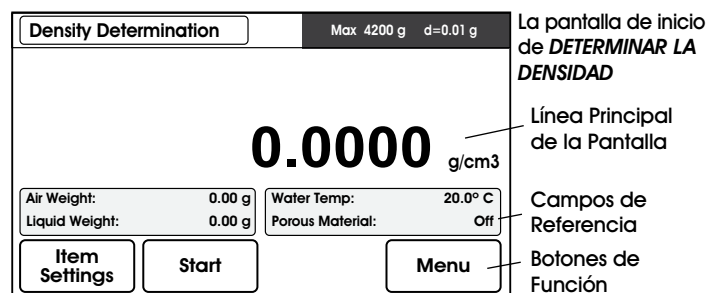 Density Determination
Max 4200 g d=0.01 g
0.0000 g/cm3
Air Weight: 0.00 g
Liquid Weight: 0.00 g
Water Temp: 20.0º C
Porous Material: Off
Item
Settings
Start
Menu
La pantalla de inicio
de DETERMINAR LA
DENSIDAD
Línea Principal
de la Pantalla
Campos de
Referencia
Botones de
Función